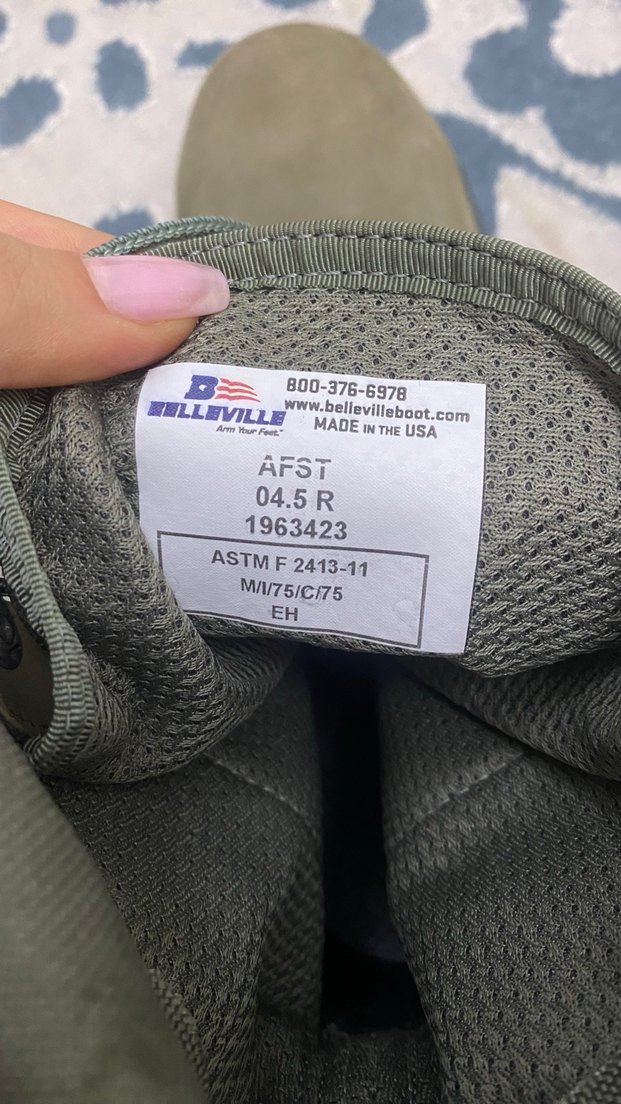 B
BELLEVILLE
Arm Your Feet.™
800-376-6978
www.bellevilleboot.com
MADE IN THE USA
AFST
04.5 R
1963423
ASTM F 2413-11
M/I/75/C/75
EH